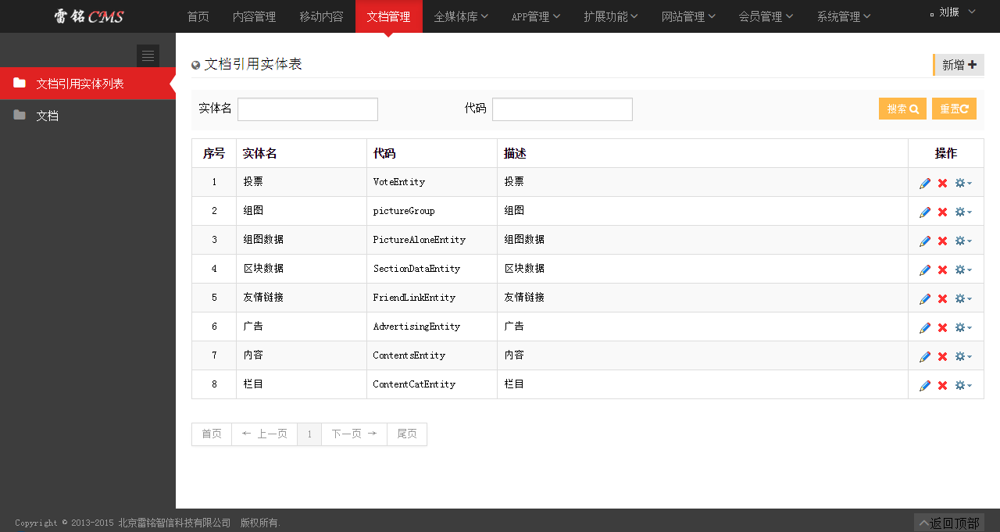 雷铭CMS 首页 内容管理 移动内容 文档管理 全媒体库 APP管理 扩展功能 网站管理 会员管理 系统管理 刘振
文档引用实体列表
文档
文档引用实体表 新增
实体名 代码 搜索 重置
序号 实体名 代码 描述 操作
1 投票 VoteEntity 投票
2 组图 pictureGroup 组图
3 组图数据 PictureAloneEntity 组图数据
4 区块数据 SectionDataEntity 区块数据
5 友情链接 FriendLinkEntity 友情链接
6 广告 AdvertisingEntity 广告
7 内容 ContentsEntity 内容
8 栏目 ContentCatEntity 栏目
首页 ← 上一页 1 下一页 → 尾页
Copyright © 2013-2015 北京雷铭智信科技有限公司 版权所有. 返回顶部